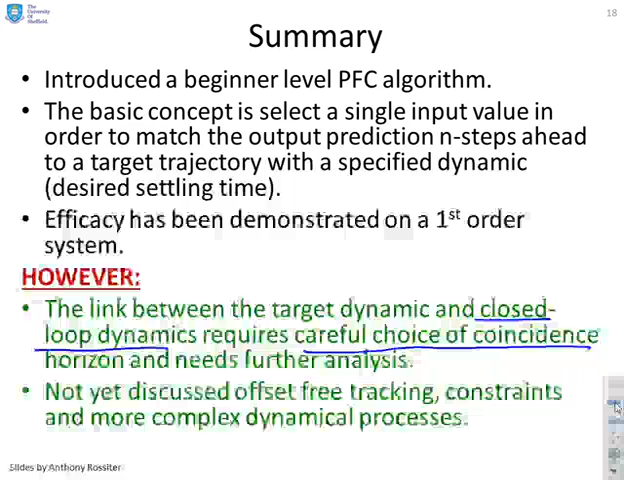 The
University
Of
Sheffield.
18
Summary
• Introduced a beginner level PFC algorithm.
• The basic concept is select a single input value in
order to match the output prediction n-steps ahead
to a target trajectory with a specified dynamic
(desired settling time).
• Efficacy has been demonstrated on a 1st order
system.
HOWEVER:
• The link between the target dynamic and closed-
loop dynamics requires careful choice of coincidence
horizon and needs further analysis.
• Not yet discussed offset free tracking, constraints
and more complex dynamical processes.
Slides by Anthony Rossiter